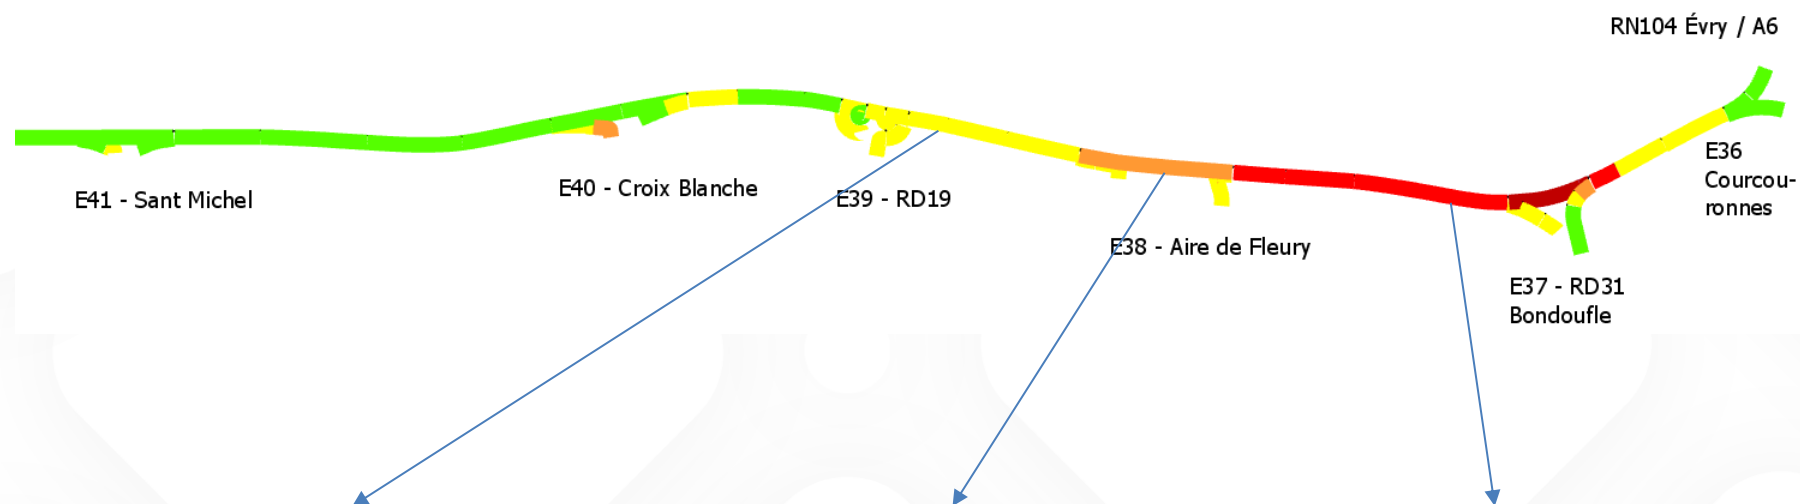 RN104 Évry / A6
E36
Courcou-
ronnes
E41 - Sant Michel
E40 - Croix Blanche
E39 - RD19
E38 - Aire de Fleury
E37 - RD31
Bondoufle